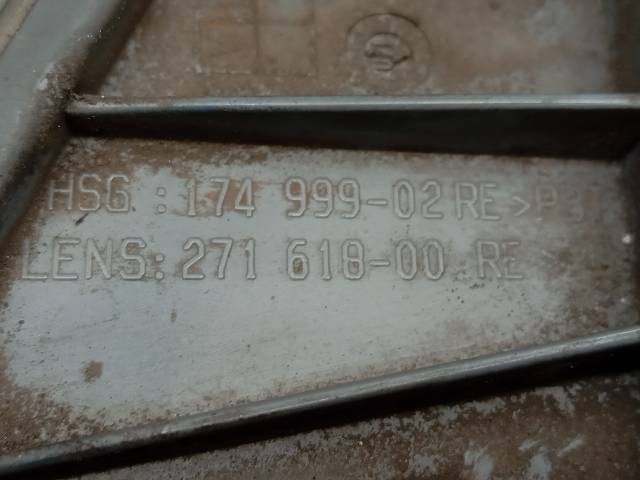 HSG : 174 999-02 RE >P
LENS: 271 618-00 RE >